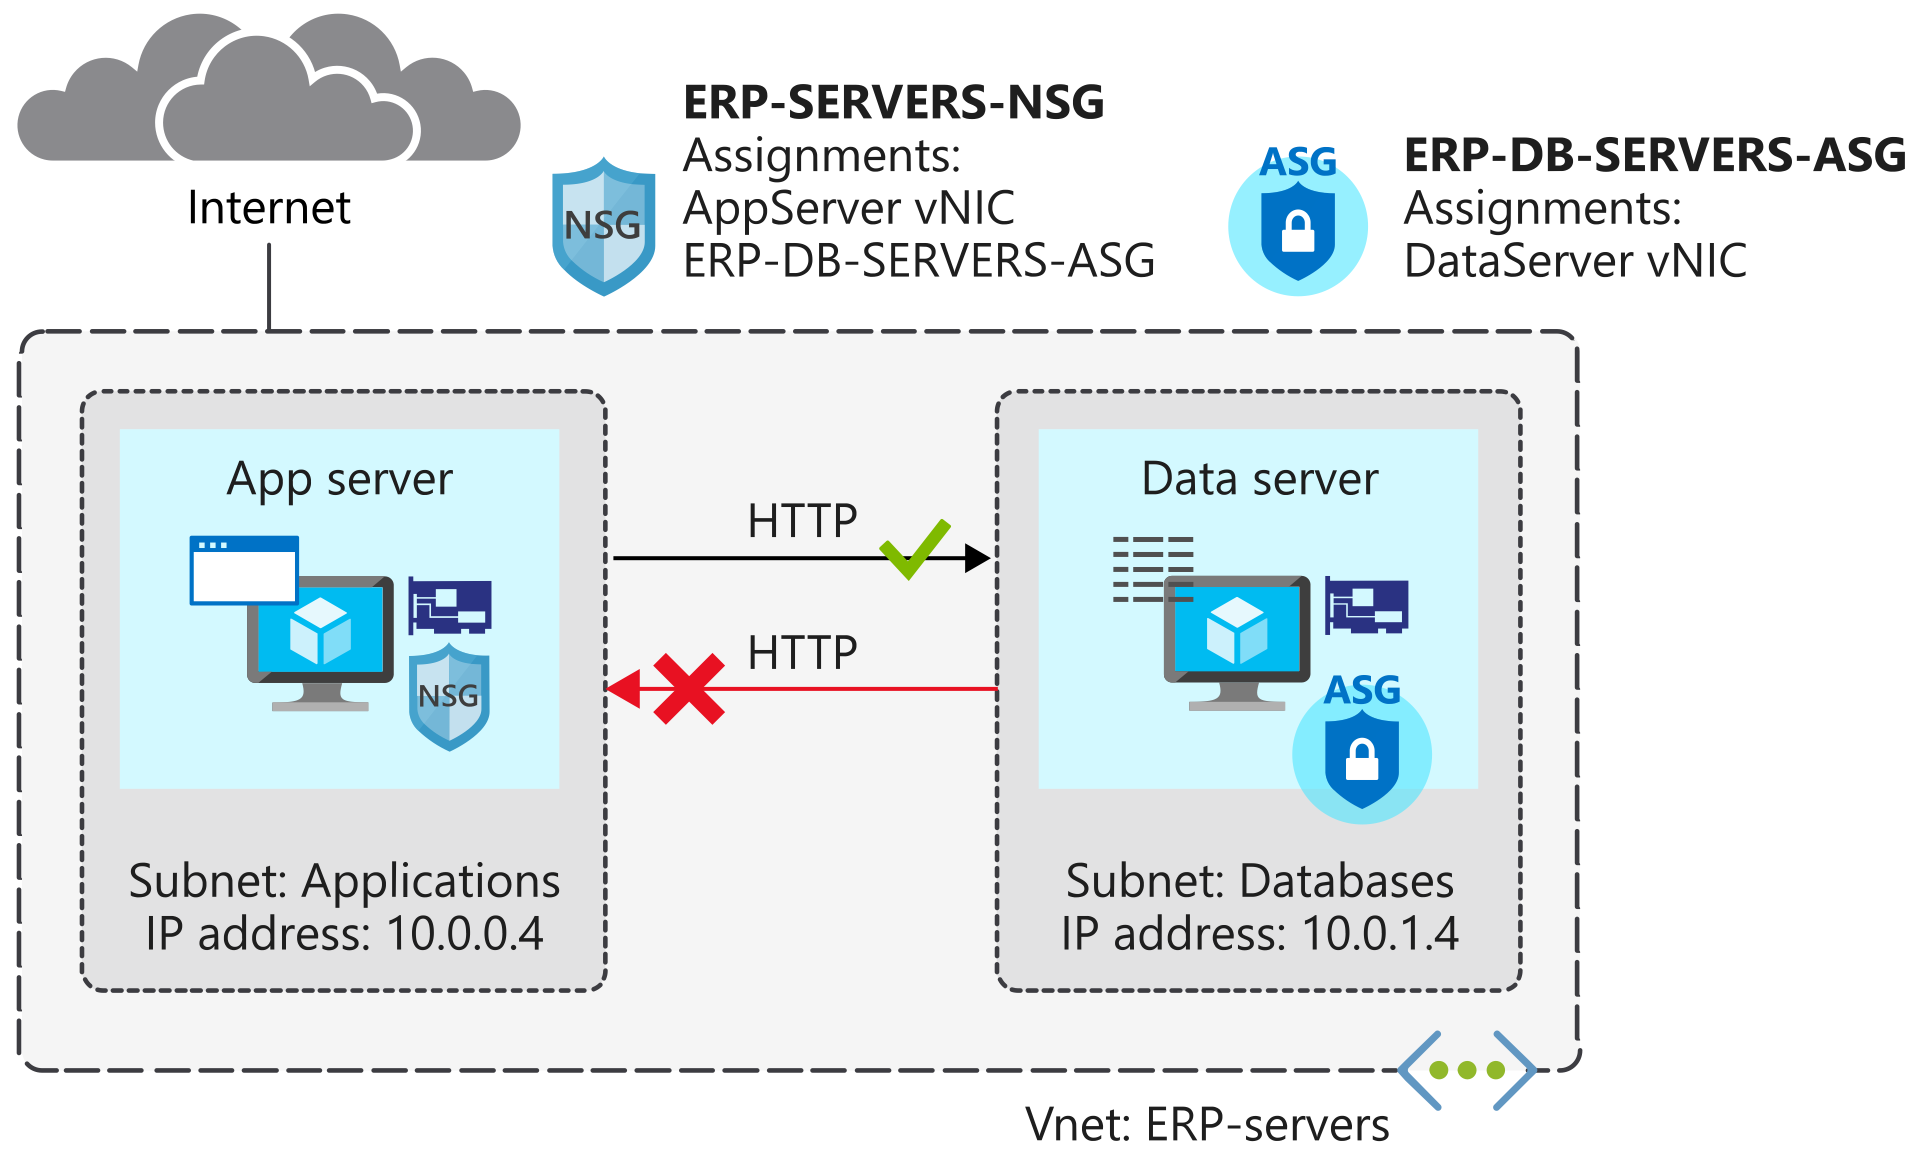 Internet
NSG
ERP-SERVERS-NSG
Assignments:
AppServer vNIC
ERP-DB-SERVERS-ASG
ASG
ERP-DB-SERVERS-ASG
Assignments:
DataServer vNIC
App server
NSG
Subnet: Applications
IP address: 10.0.0.4
HTTP
HTTP
Data server
ASG
Subnet: Databases
IP address: 10.0.1.4
Vnet: ERP-servers